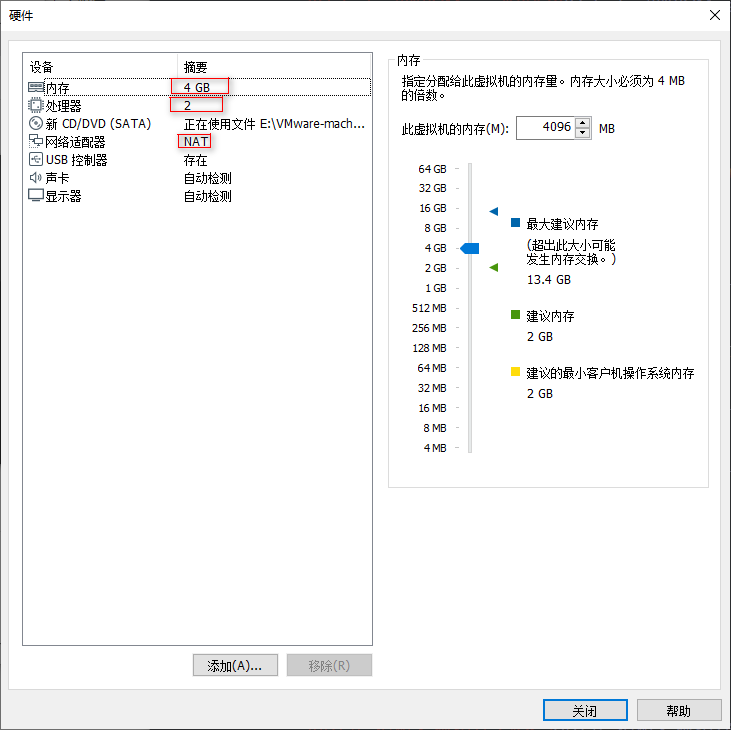 硬件
设备 摘要
内存 4 GB
处理器 2
新 CD/DVD (SATA) 正在使用文件 E:\VMware-mach...
网络适配器 NAT
USB 控制器 存在
声卡 自动检测
显示器 自动检测
添加(A)... 移除(R)
内存
指定分配给此虚拟机的内存量。内存大小必须为 4 MB
的倍数。
此虚拟机的内存(M): 4096 MB
64 GB
32 GB
16 GB
8 GB
4 GB
2 GB
1 GB
512 MB
256 MB
128 MB
64 MB
32 MB
16 MB
8 MB
4 MB
最大建议内存
(超出此大小可能
发生内存交换。)
13.4 GB
建议内存
2 GB
建议的最小客户机操作系统内存
2 GB
关闭 帮助